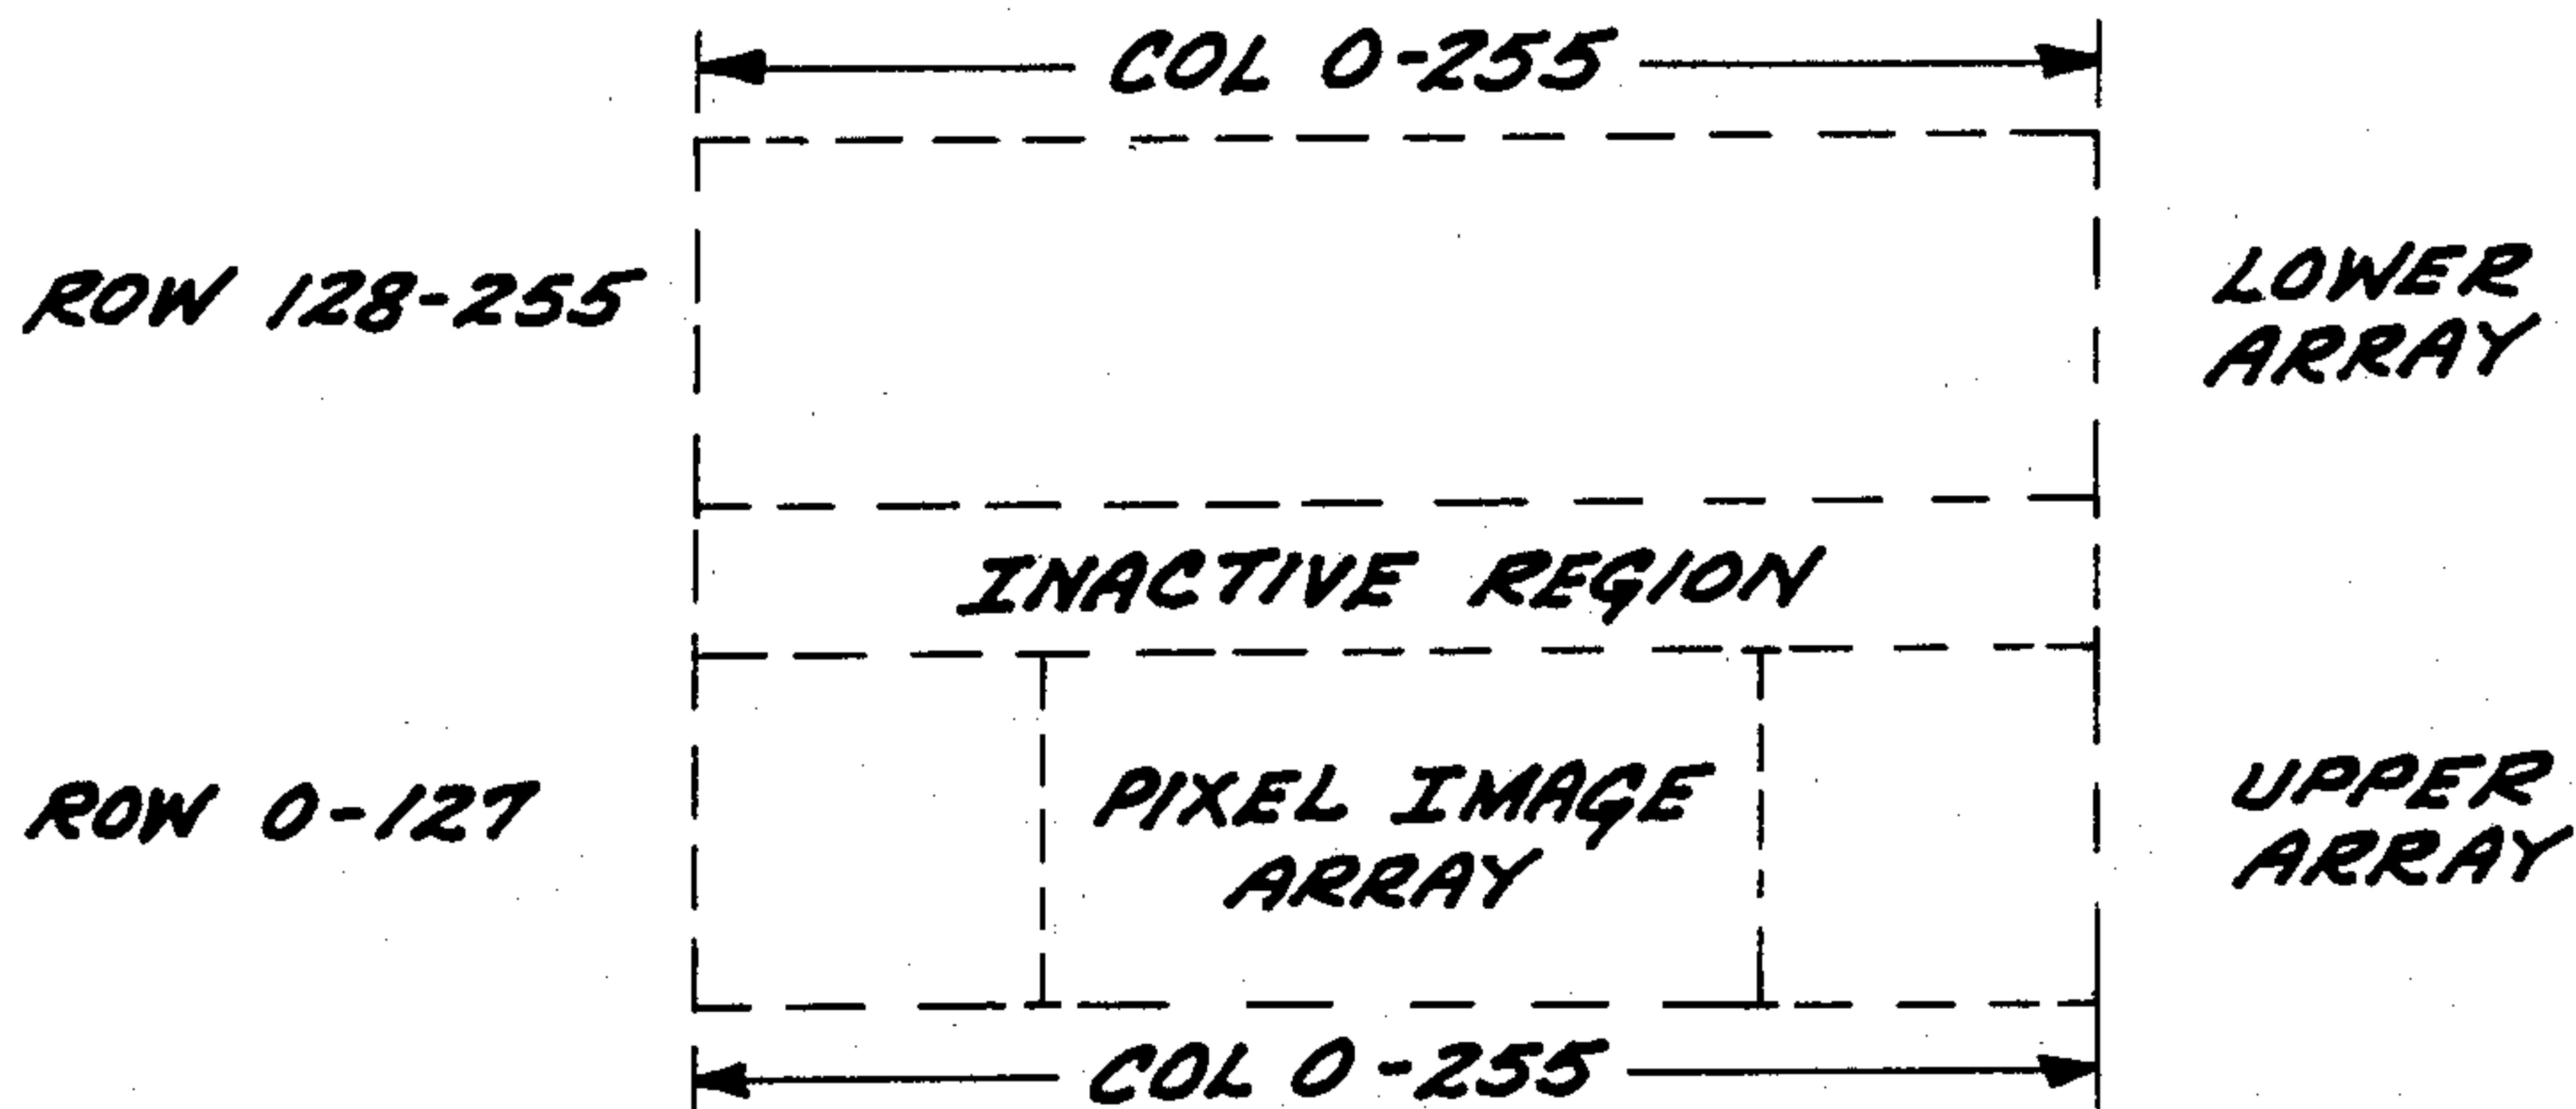 COL 0-255
ROW 128-255
LOWER
ARRAY
INACTIVE REGION
ROW 0-127
PIXEL IMAGE
ARRAY
UPPER
ARRAY
COL 0-255